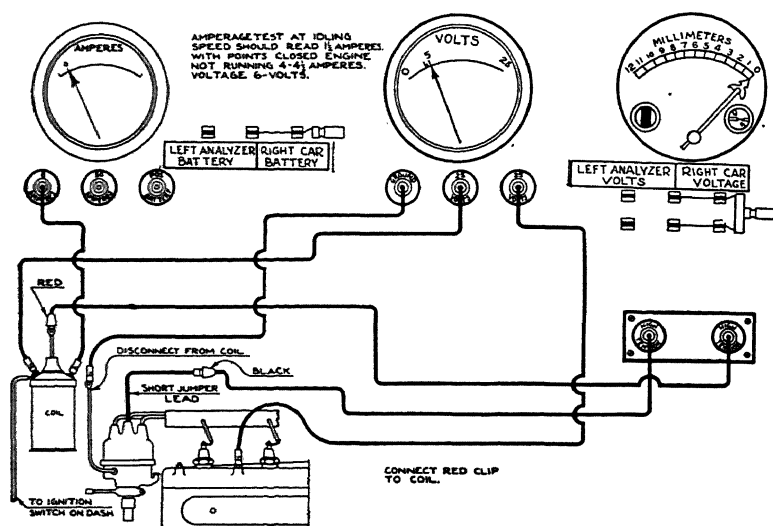 AMPERES
AMPERAGE TEST AT IDLING
SPEED SHOULD READ 1½ AMPERES.
WITH POINTS CLOSED ENGINE
NOT RUNNING 4-4½ AMPERES.
VOLTAGE 6-VOLTS.
VOLTS
0 5 25
MILLIMETERS
12 11 10 9 8 7 6 5 4 3 2 1 0
LEFT ANALYZER
BATTERY
RIGHT CAR
BATTERY
LEFT ANALYZER
VOLTS
RIGHT CAR
VOLTAGE
RED
DISCONNECT FROM COIL
BLACK
SHORT JUMPER
LEAD
COIL
TO IGNITION
SWITCH ON DASH
CONNECT RED CLIP
TO COIL.